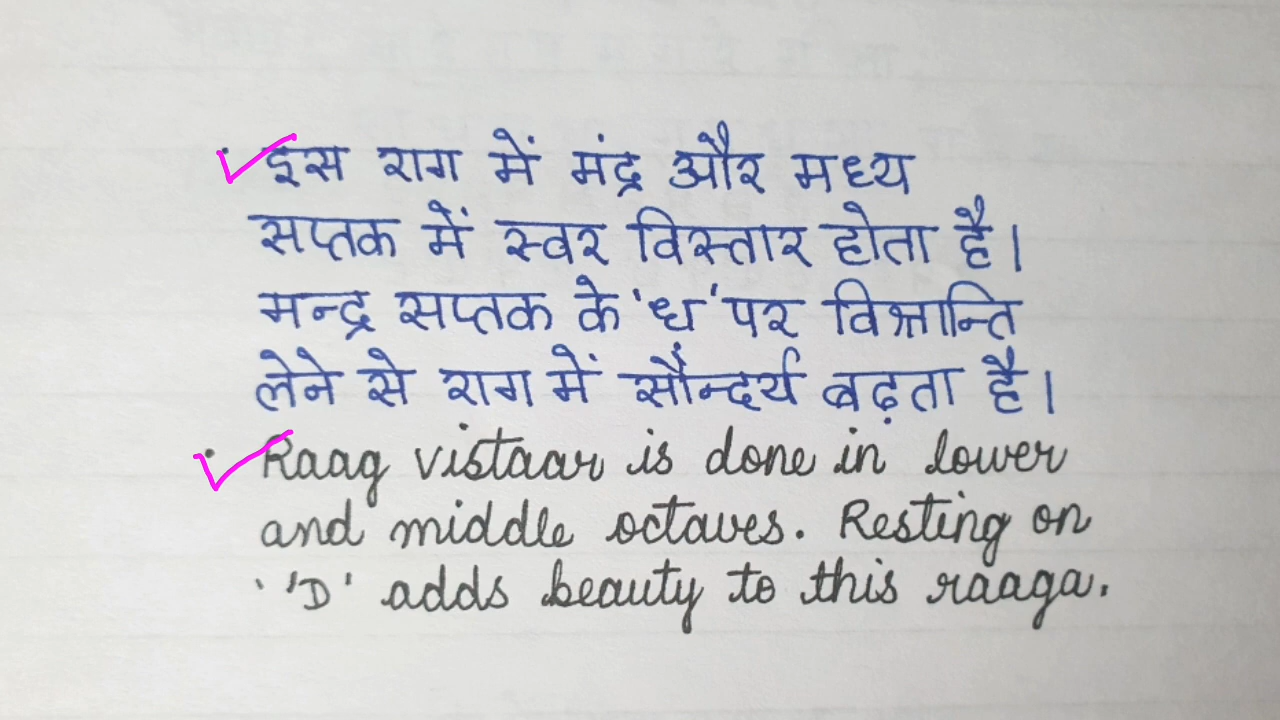 इस राग में मंद्र और मध्य
सप्तक में स्वर विस्तार होता है।
मन्द्र सप्तक के 'ध' पर विश्रान्ति
लेने से राग में सौंन्दर्य बढ़ता है।
Raag vistaar is done in lower
and middle octaves. Resting on
'D' adds beauty to this raaga.